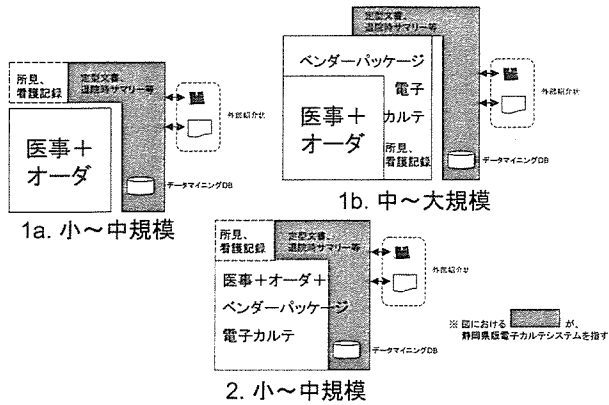 所見、
看護記録
定型文書、
退院時サマリー等
医事+
オーダ
外部紹介状
データマイニングDB
1a. 小~中規模
定型文書、
退院時サマリー等
ベンダーパッケージ
電子
カルテ
医事+
オーダ
所見、
看護記録
外部紹介状
データマイニングDB
1b. 中~大規模
所見、
看護記録
定型文書、
退院時サマリー等
医事+オーダ+
ベンダーパッケージ
電子カルテ
外部紹介状
データマイニングDB
2. 小~中規模
※ 図における が、
静岡県版電子カルテシステムを指す